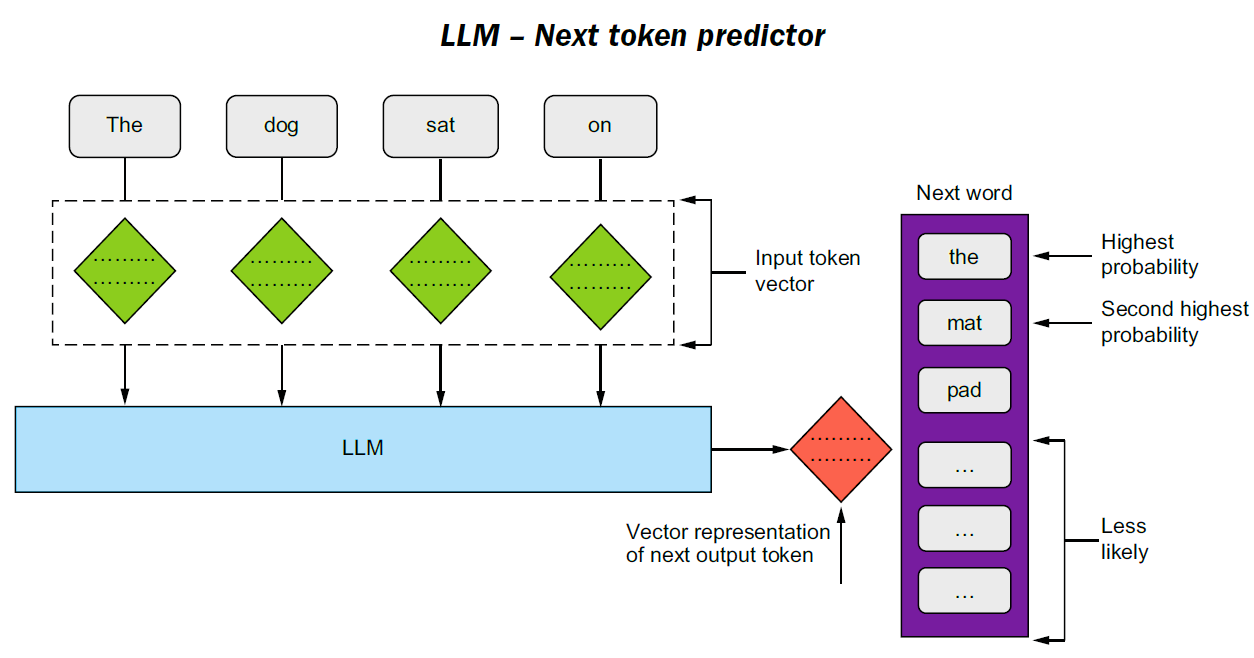 LLM – Next token predictor
The
dog
sat
on
.........
.........
.........
.........
.........
.........
.........
.........
Input token
vector
LLM
.........
.........
Vector representation
of next output token
Next word
the
mat
pad
...
...
...
Highest
probability
Second highest
probability
Less
likely